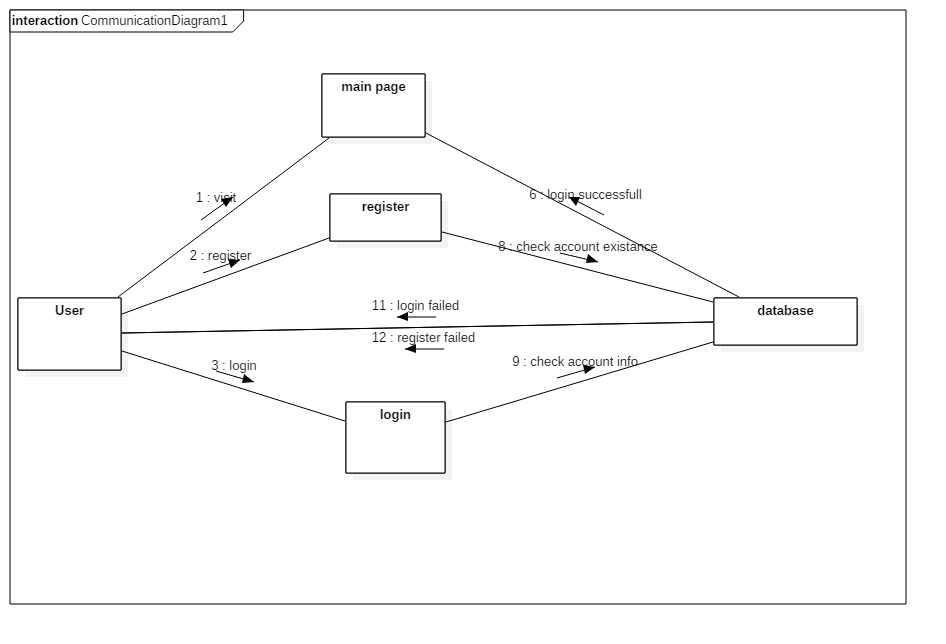 interaction CommunicationDiagram1
main page
1 : visit
6 : login successfull
register
2 : register
8 : check account existance
User
11 : login failed
database
12 : register failed
3 : login
9 : check account info
login